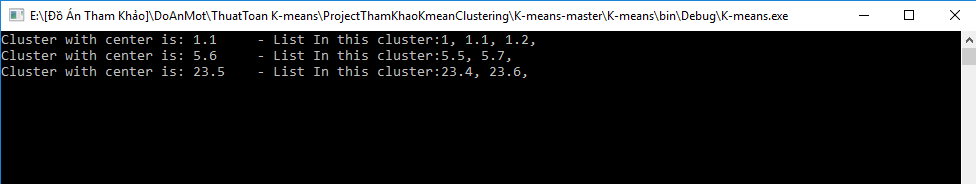 E:\[Đồ Án Tham Khảo]\DoAnMot\ThuatToan K-means\ProjectThamKhaoKmeanClustering\K-means-master\K-means\bin\Debug\K-means.exe
Cluster with center is: 1.1     - List In this cluster:1, 1.1, 1.2,
Cluster with center is: 5.6     - List In this cluster:5.5, 5.7,
Cluster with center is: 23.5    - List In this cluster:23.4, 23.6,